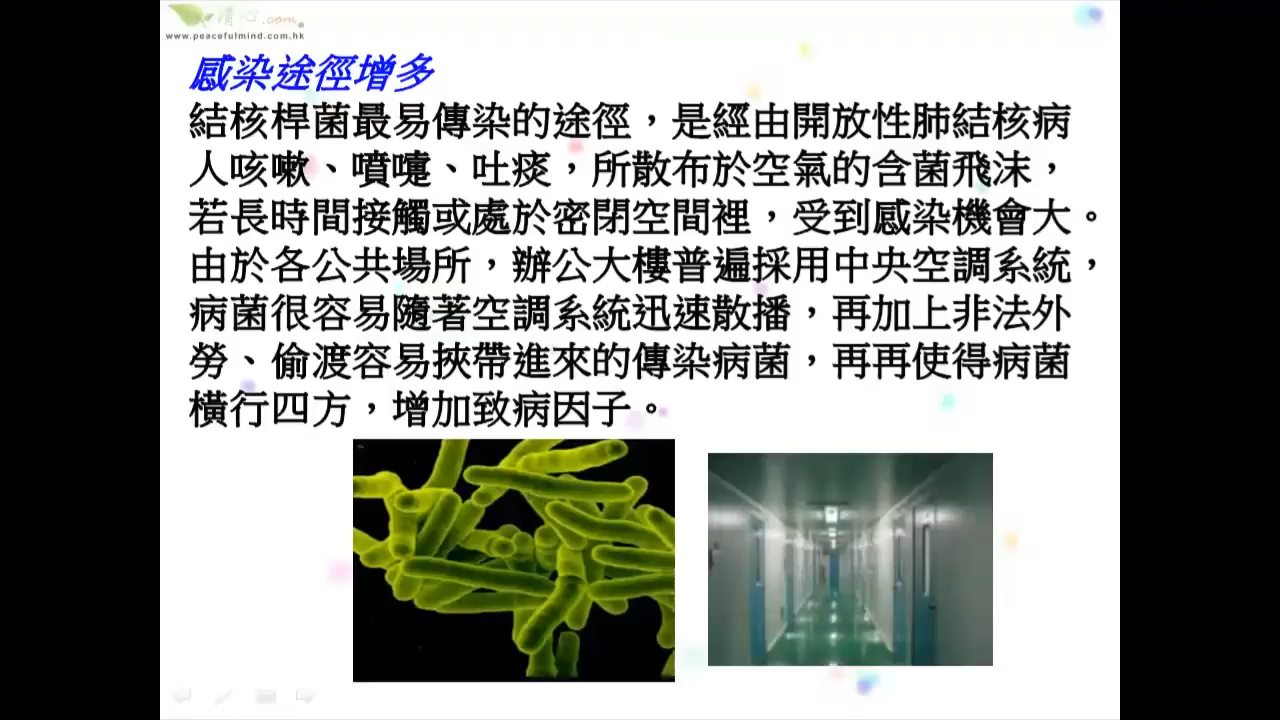 清心.com
www.peacefulmind.com.hk
感染途徑增多
結核桿菌最易傳染的途徑，是經由開放性肺結核病
人咳嗽、噴嚏、吐痰，所散布於空氣的含菌飛沫，
若長時間接觸或處於密閉空間裡，受到感染機會大。
由於各公共場所，辦公大樓普遍採用中央空調系統，
病菌很容易隨著空調系統迅速散播，再加上非法外
勞、偷渡容易挾帶進來的傳染病菌，再再使得病菌
橫行四方，增加致病因子。